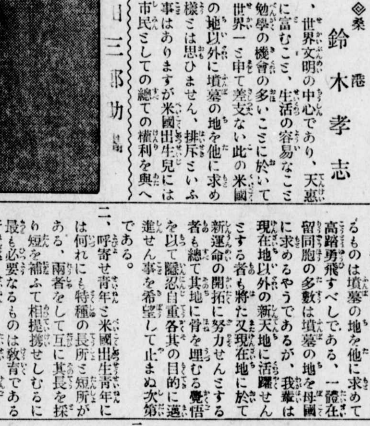 ◎桑港
鈴木孝志
、世界文明の中心であり、天惠
に富むこと、生活の容易なこと
勉學の機會の多いことに於いて
世界一と申て差支ない此の米國
の地以外に墳墓の地を他に求め
樣とは思ひません、排斥といふ
事はありますが米國出生兒には
市民としての總ての權利を與へ
田三郎助
るものは墳墓の地を他に求めて
高踏勇飛すべしである、一體在
留同胞の多數は墳墓の地を母國
に求めるやうであるが、我輩は
現在地以外の新天地に活躍せん
とする者も將た又現在地に於て
新運命の開拓に努力せんとする
者も總て其地に骨を埋むる覺悟
を以て隱忍自重各其の目的に邁
進せん事を希望して止まぬ次第
である。
二、呼寄せ青年と米國出生青年に
は何れにも特種の長所と短所が
ある、兩者をして互に其長を採
り短を補ふて相提携せしむるに
最も必要なるものは敎育である